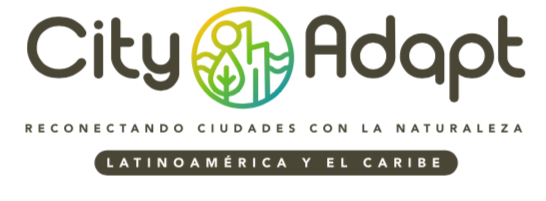 City Adapt
RECONECTANDO CIUDADES CON LA NATURALEZA
LATINOAMÉRICA Y EL CARIBE